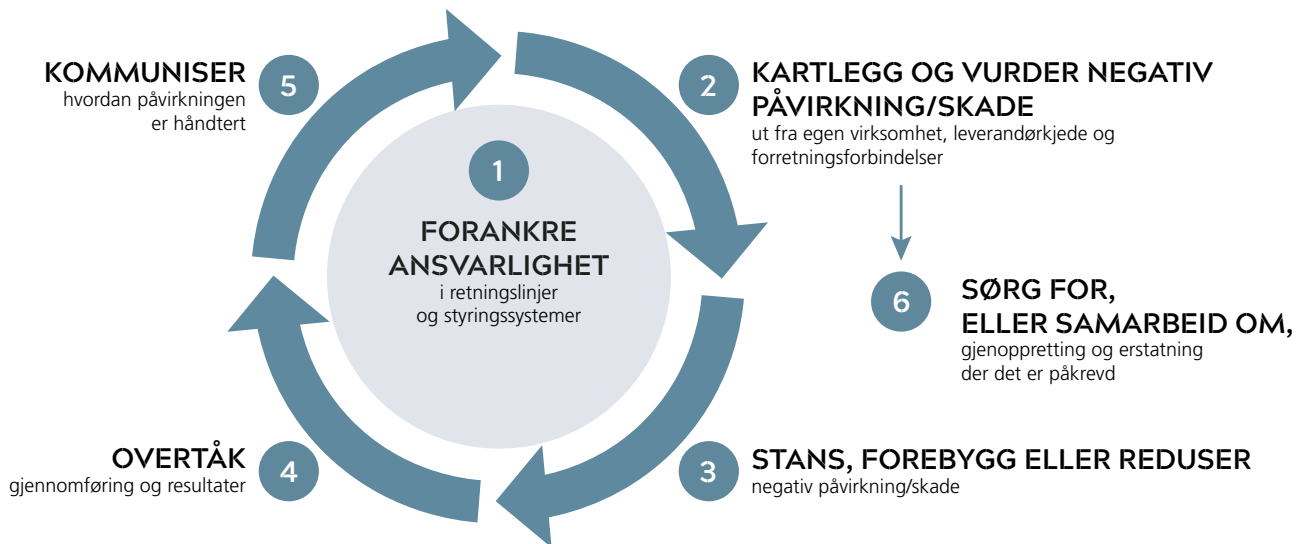 1
FORANKRE
ANSVARLIGHET
i retningslinjer
og styringssystemer
2
KARTLEGG OG VURDER NEGATIV
PÅVIRKNING/SKADE
ut fra egen virksomhet, leverandørkjede og
forretningsforbindelser
3
STANS, FOREBYGG ELLER REDUSER
negativ påvirkning/skade
4
OVERTÅK
gjennomføring og resultater
5
KOMMUNISER
hvordan påvirkningen
er håndtert
6
SØRG FOR,
ELLER SAMARBEID OM,
gjenoppretting og erstatning
der det er påkrevd